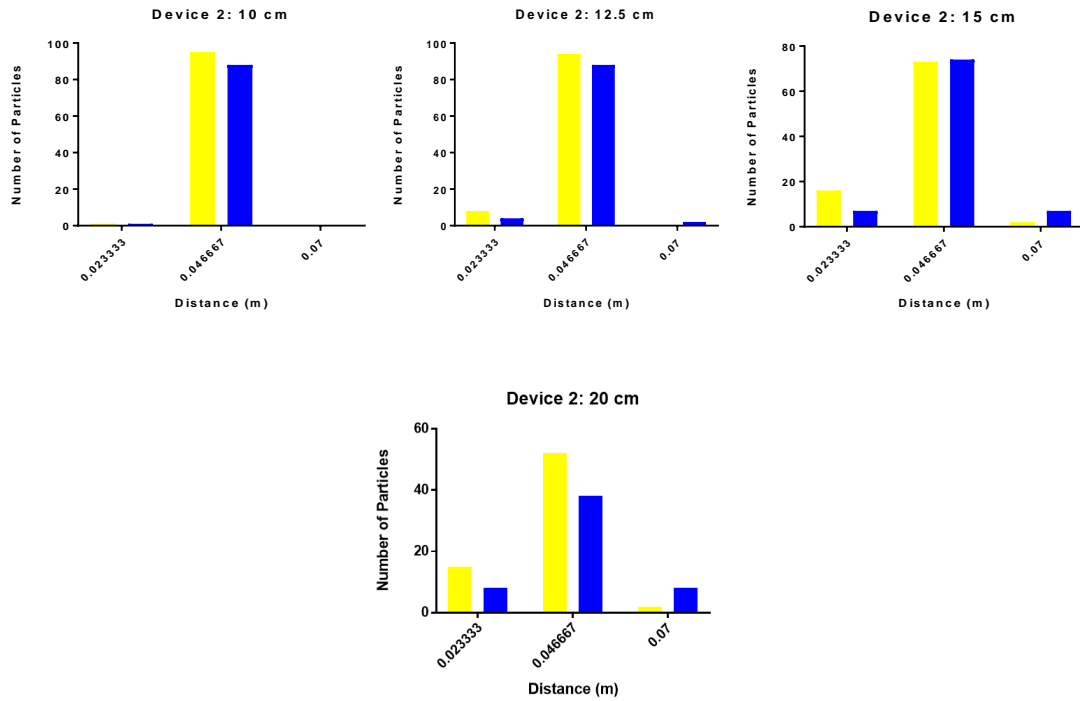 Device 2: 10 cm
Number of Particles
100
80
60
40
20
0
0.023333
0.046667
0.07
Distance (m)
Device 2: 12.5 cm
Number of Particles
100
80
60
40
20
0
0.023333
0.046667
0.07
Distance (m)
Device 2: 15 cm
Number of Particles
80
60
40
20
0
0.023333
0.046667
0.07
Distance (m)
Device 2: 20 cm
Number of Particles
60
40
20
0
0.023333
0.046667
0.07
Distance (m)